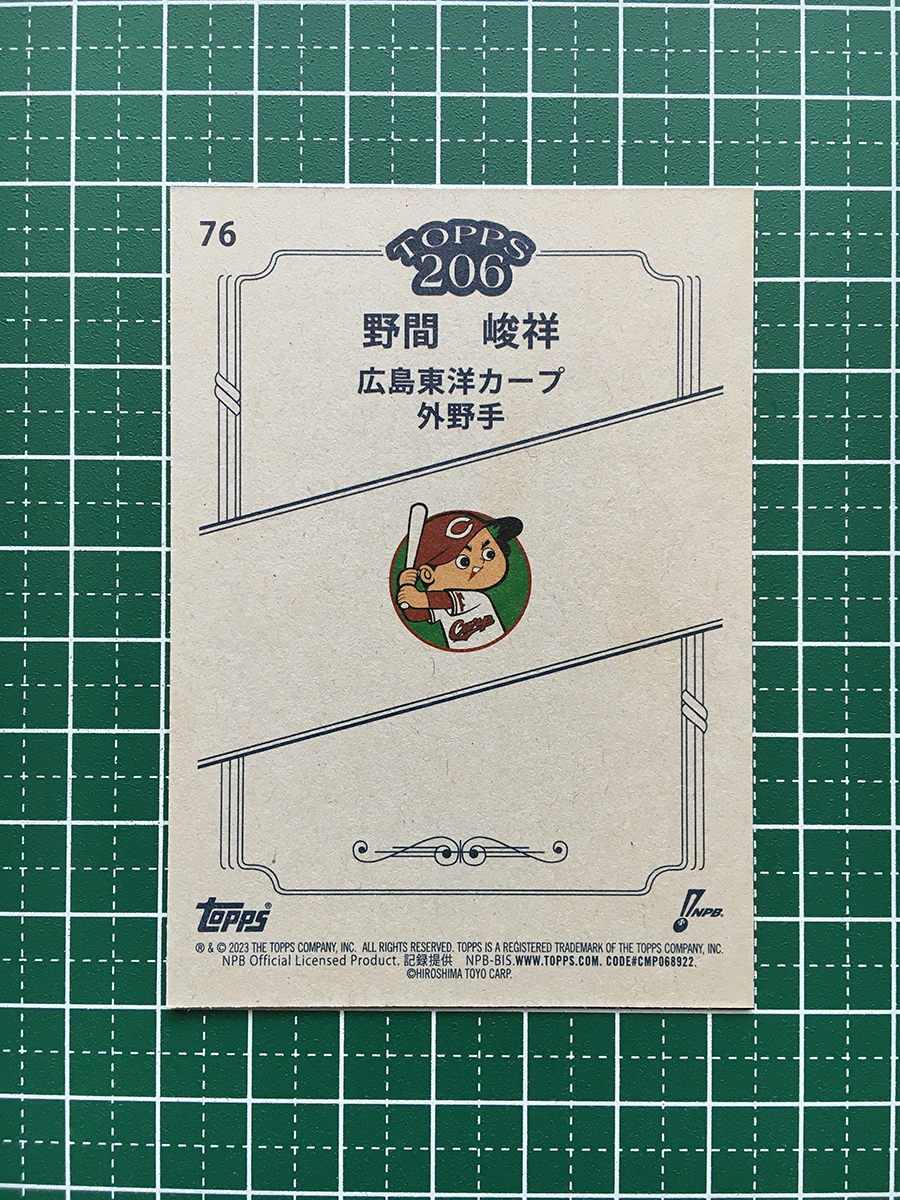 76
TOPPS
206
野間 峻祥
広島東洋カープ
外野手
C
Carp
topps®
NPB.
® & © 2023 THE TOPPS COMPANY, INC. ALL RIGHTS RESERVED. TOPPS IS A REGISTERED TRADEMARK OF THE TOPPS COMPANY, INC.
NPB Official Licensed Product. 記録提供 NPB-BIS.WWW.TOPPS.COM. CODE#CMP068922
©HIROSHIMA TOYO CARP.